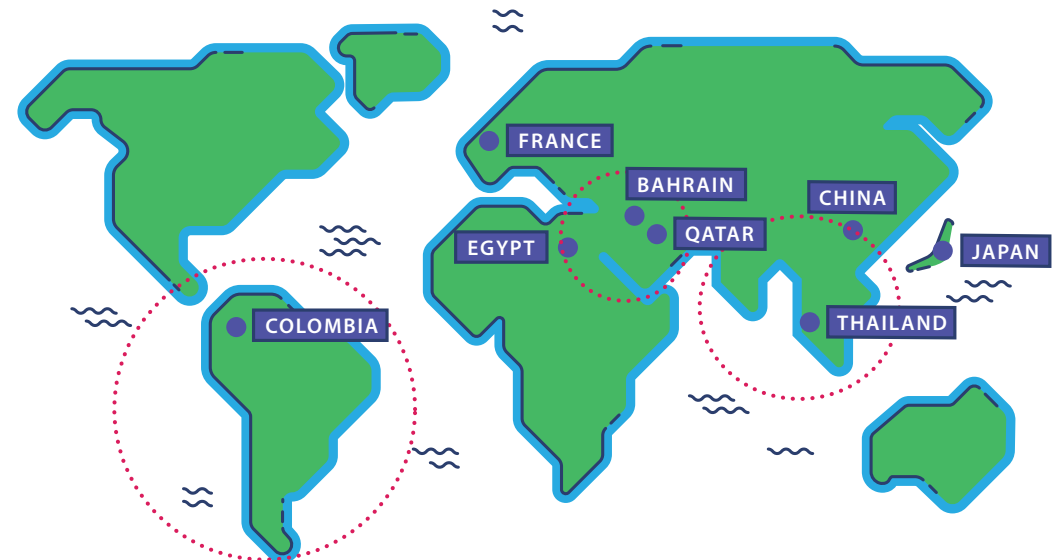 FRANCE
BAHRAIN
CHINA
EGYPT
QATAR
JAPAN
COLOMBIA
THAILAND